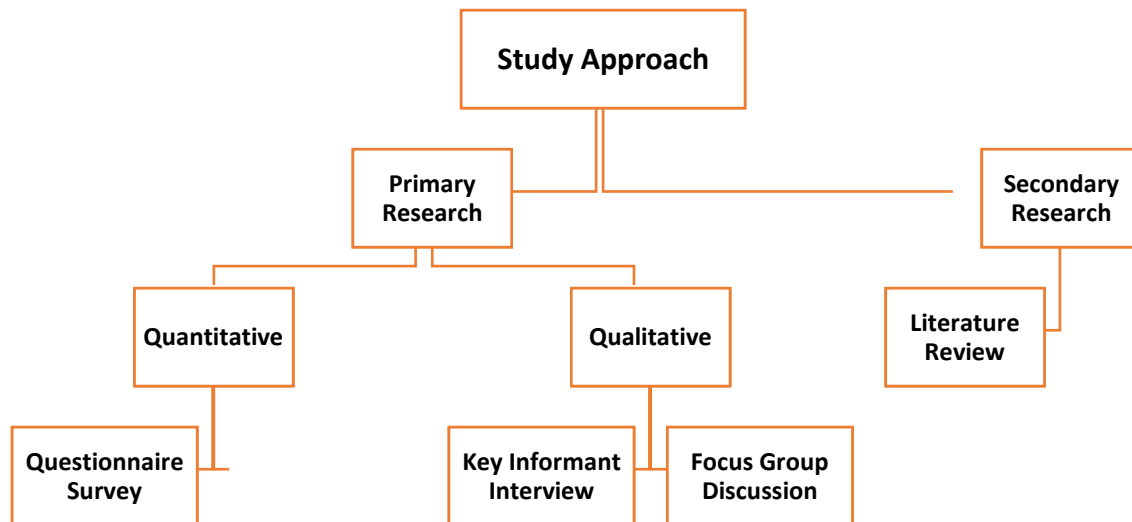 Study Approach
Primary
Research
Secondary
Research
Quantitative
Qualitative
Literature
Review
Questionnaire
Survey
Key Informant
Interview
Focus Group
Discussion